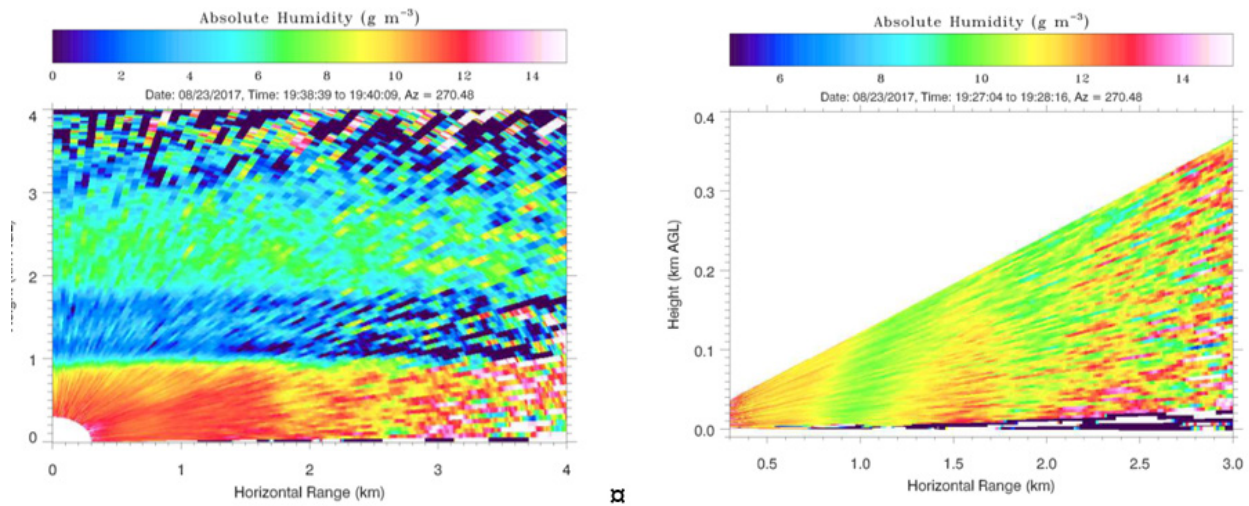 Absolute Humidity (g m⁻³)
0 2 4 6 8 10 12 14
Date: 08/23/2017, Time: 19:38:39 to 19:40:09, Az = 270.48
4
3
2
1
0
0 1 2 3 4
Horizontal Range (km)
¤
Absolute Humidity (g m⁻³)
6 8 10 12 14
Date: 08/23/2017, Time: 19:27:04 to 19:28:16, Az = 270.48
0.4
0.3
0.2
0.1
0.0
Height (km AGL)
0.5 1.0 1.5 2.0 2.5 3.0
Horizontal Range (km)